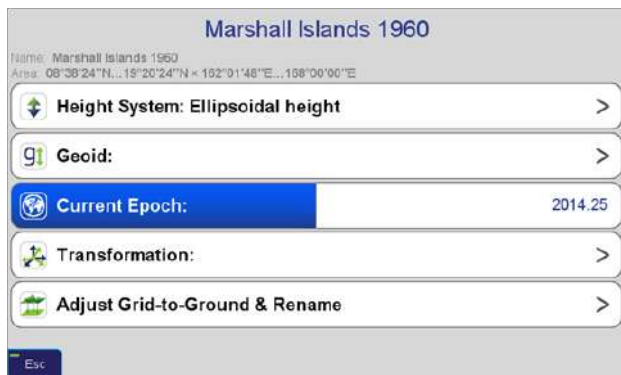 Marshall Islands 1960
Name: Marshall Islands 1960
Area: 08°38'24"N...19°20'24"N × 162°01'48"E...168°00'00"E
Height System: Ellipsoidal height >
Geoid: >
Current Epoch: 2014.25
Transformation: >
Adjust Grid-to-Ground & Rename >
Esc